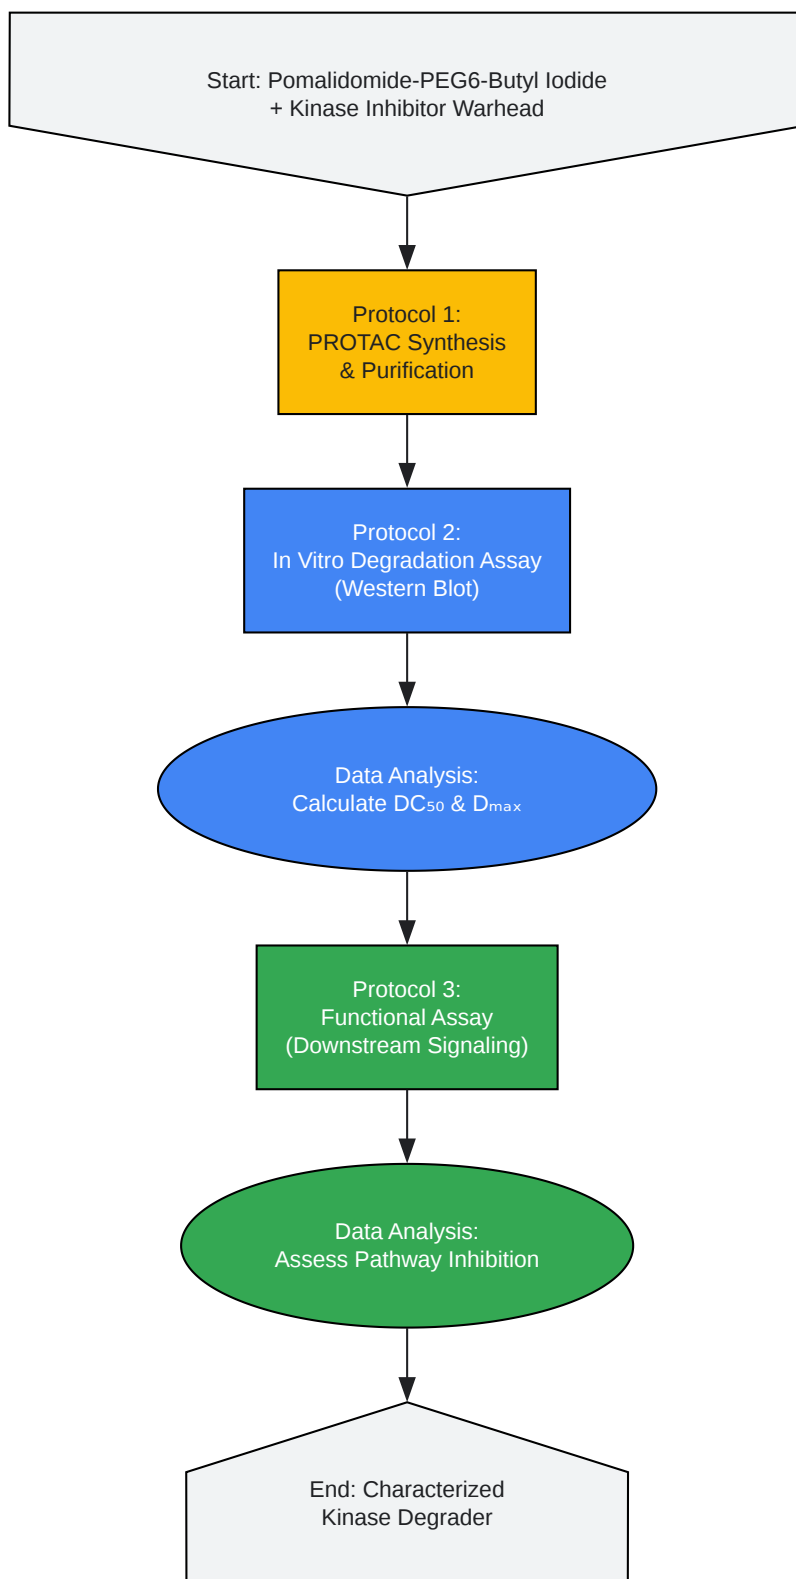 Start: Pomalidomide-PEG6-Butyl Iodide
+ Kinase Inhibitor Warhead
Protocol 1:
PROTAC Synthesis
& Purification
Protocol 2:
In Vitro Degradation Assay
(Western Blot)
Data Analysis:
Calculate DC₅₀ & Dₘₐₓ
Protocol 3:
Functional Assay
(Downstream Signaling)
Data Analysis:
Assess Pathway Inhibition
End: Characterized
Kinase Degrader